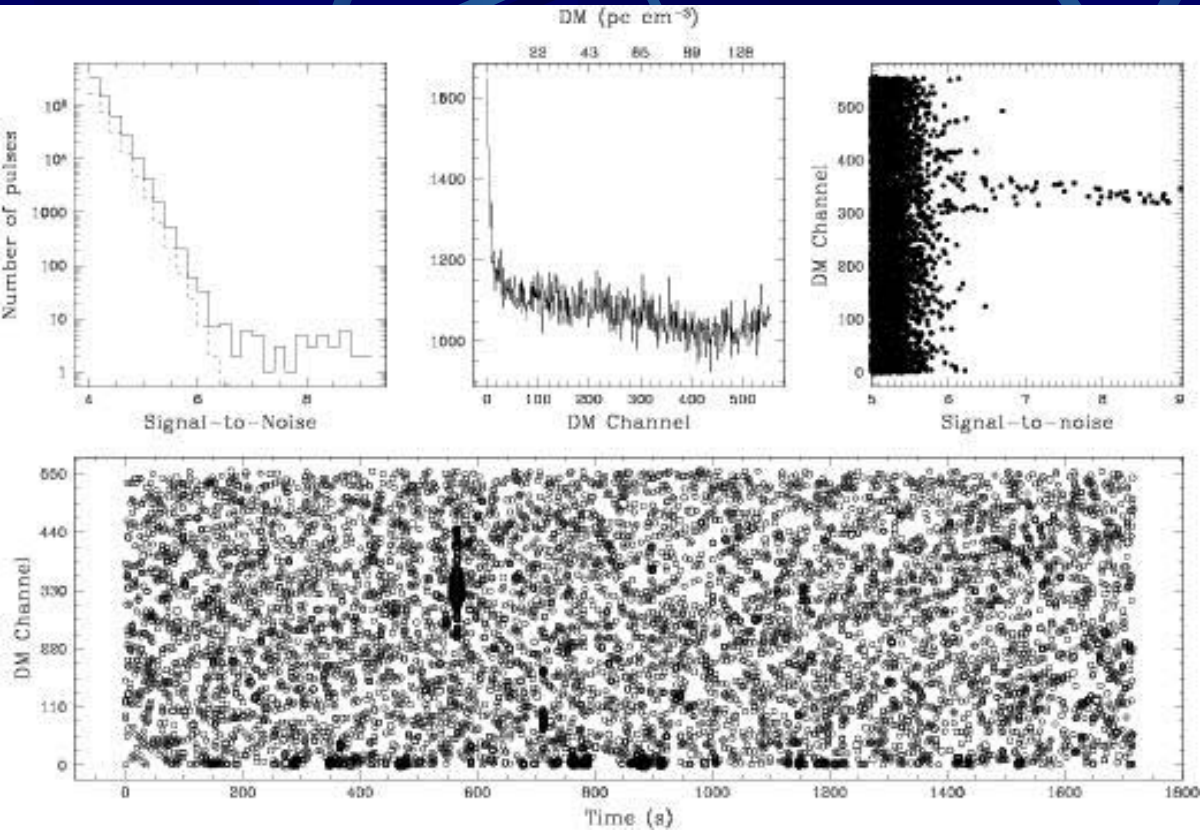 DM (pc cm⁻³)
22 43 65 89 128
10⁵
10⁴
1000
100
10
1
Number of pulses
4 6 8
Signal-to-Noise
1600
1400
1200
1000
0 100 200 300 400 500
DM Channel
500
400
300
200
100
0
DM Channel
5 6 7 8 9
Signal-to-noise
550
440
330
220
110
0
DM Channel
0 200 400 600 800 1000 1200 1400 1600 1800
Time (s)